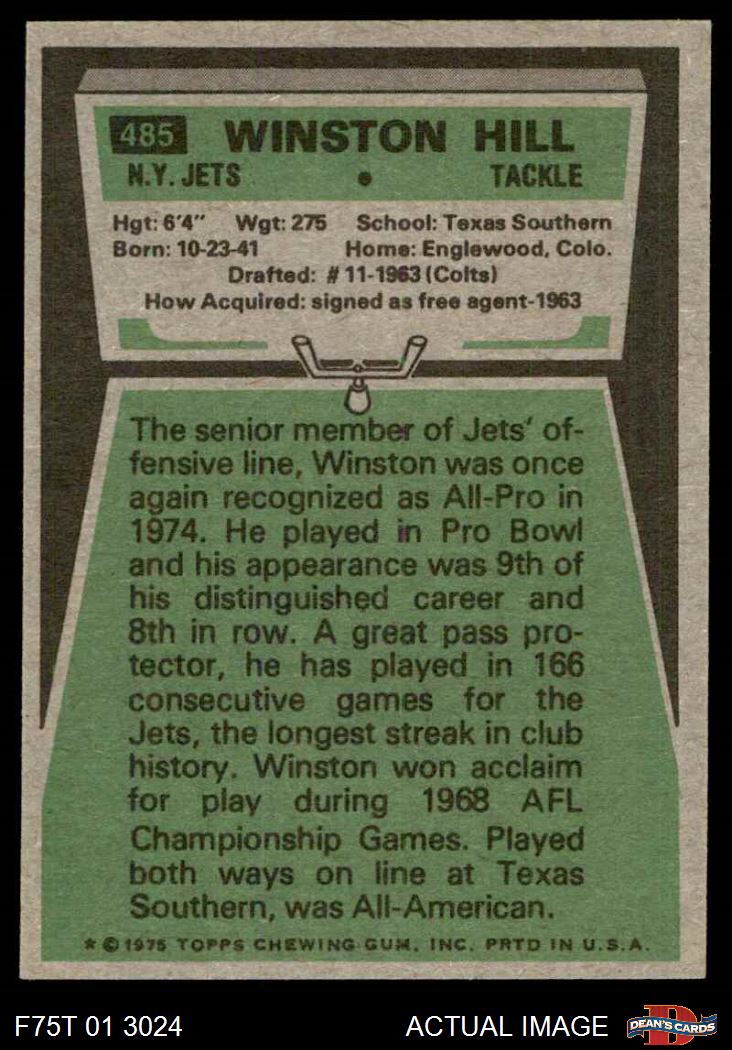 485 WINSTON HILL
N.Y. JETS • TACKLE
Hgt: 6'4" Wgt: 275 School: Texas Southern
Born: 10-23-41 Home: Englewood, Colo.
Drafted: # 11-1963 (Colts)
How Acquired: signed as free agent-1963
The senior member of Jets' of-
fensive line, Winston was once
again recognized as All-Pro in
1974. He played in Pro Bowl
and his appearance was 9th of
his distinguished career and
8th in row. A great pass pro-
tector, he has played in 166
consecutive games for the
Jets, the longest streak in club
history. Winston won acclaim
for play during 1968 AFL
Championship Games. Played
both ways on line at Texas
Southern, was All-American.
* © 1975 TOPPS CHEWING GUM, INC. PRTD IN U.S.A.
F75T 01 3024 ACTUAL IMAGE D DEAN'S CARDS